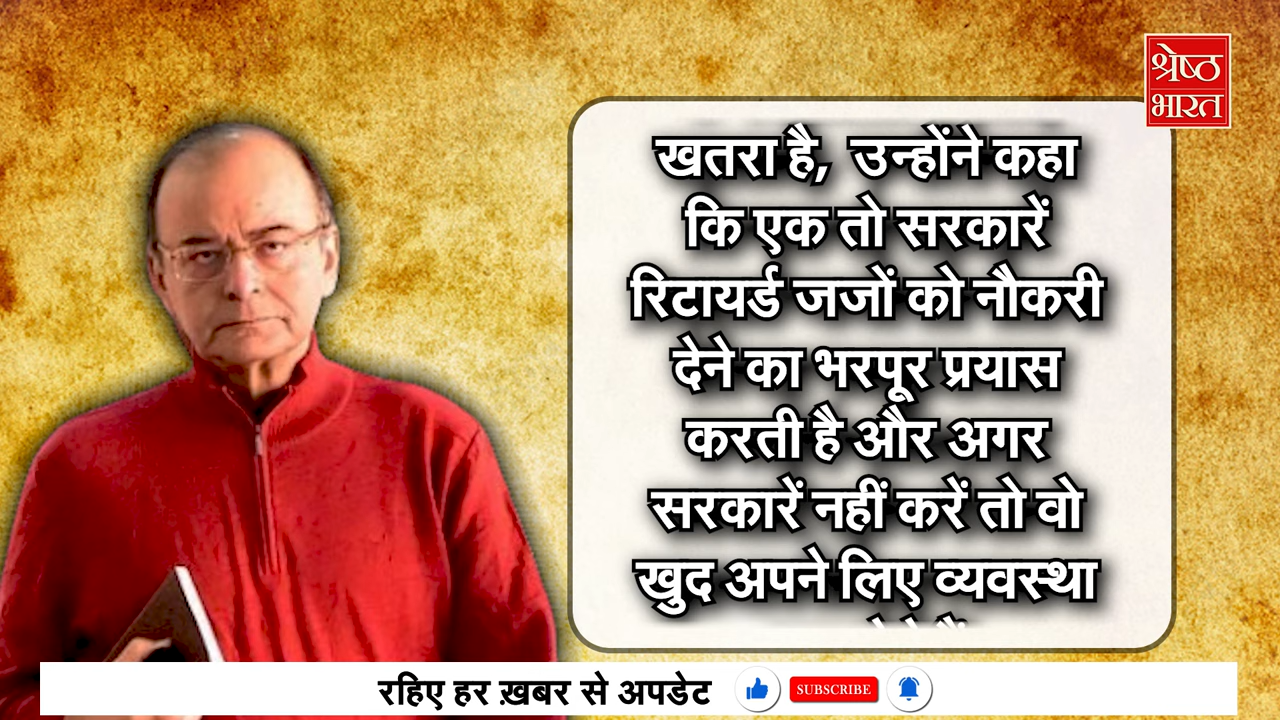 श्रेष्ठ
भारत
खतरा है, उन्होंने कहा
कि एक तो सरकारें
रिटायर्ड जजों को नौकरी
देने का भरपूर प्रयास
करती है और अगर
सरकारें नहीं करें तो वो
खुद अपने लिए व्यवस्था
रहिए हर ख़बर से अपडेट
SUBSCRIBE